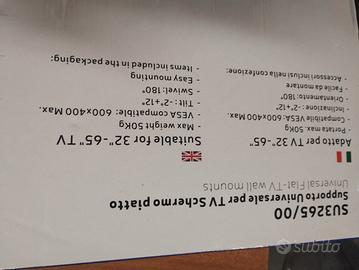 SU3265/00
Supporto Universale per TV Schermo piatto
Universal Flat-TV wall mounts
Adatto per TV 32"-65"
- Portata max. 50Kg
- Compatibile VESA: 600x400 Max.
- Inclinazione: -2°+12°
- Orientamento: 180°
- Facile da montare
- Accessori inclusi nella confezione:
Suitable for 32"-65" TV
- Max weight 50Kg
- VESA compatible: 600x400 Max.
- Tilt: -2°+12°
- Swivel: 180°
- Easy mounting
- Items included in the packaging:
subito